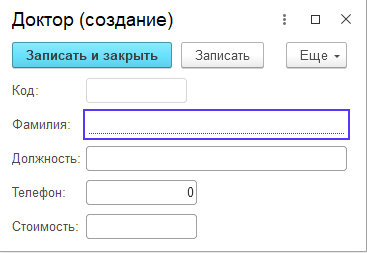 Доктор (создание)
Записать и закрыть Записать Еще
Код:
Фамилия:
Должность:
Телефон: 0
Стоимость: